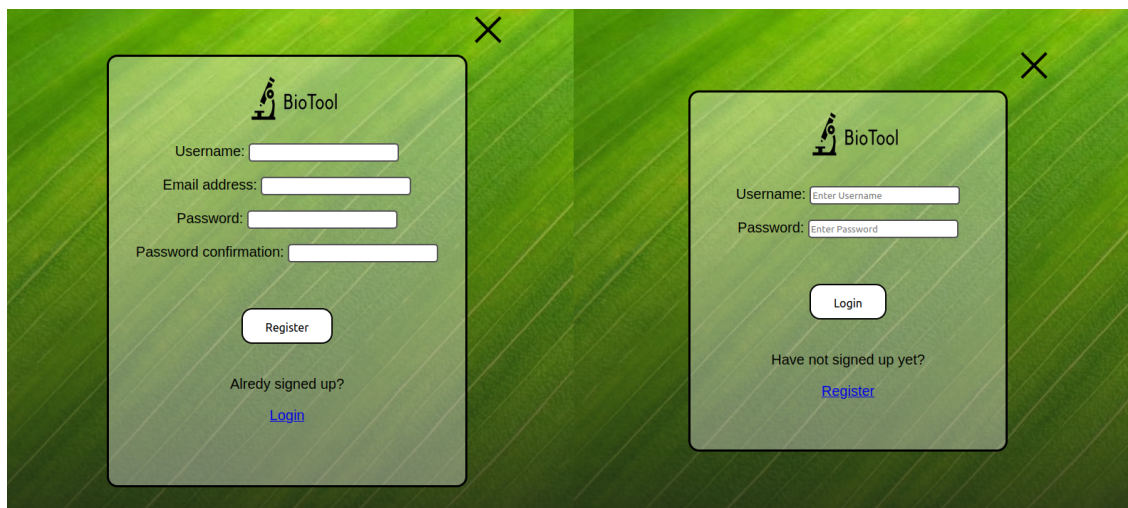 BioTool
Username:
Email address:
Password:
Password confirmation:
Register
Alredy signed up?
Login
BioTool
Username: Enter Username
Password: Enter Password
Login
Have not signed up yet?
Register